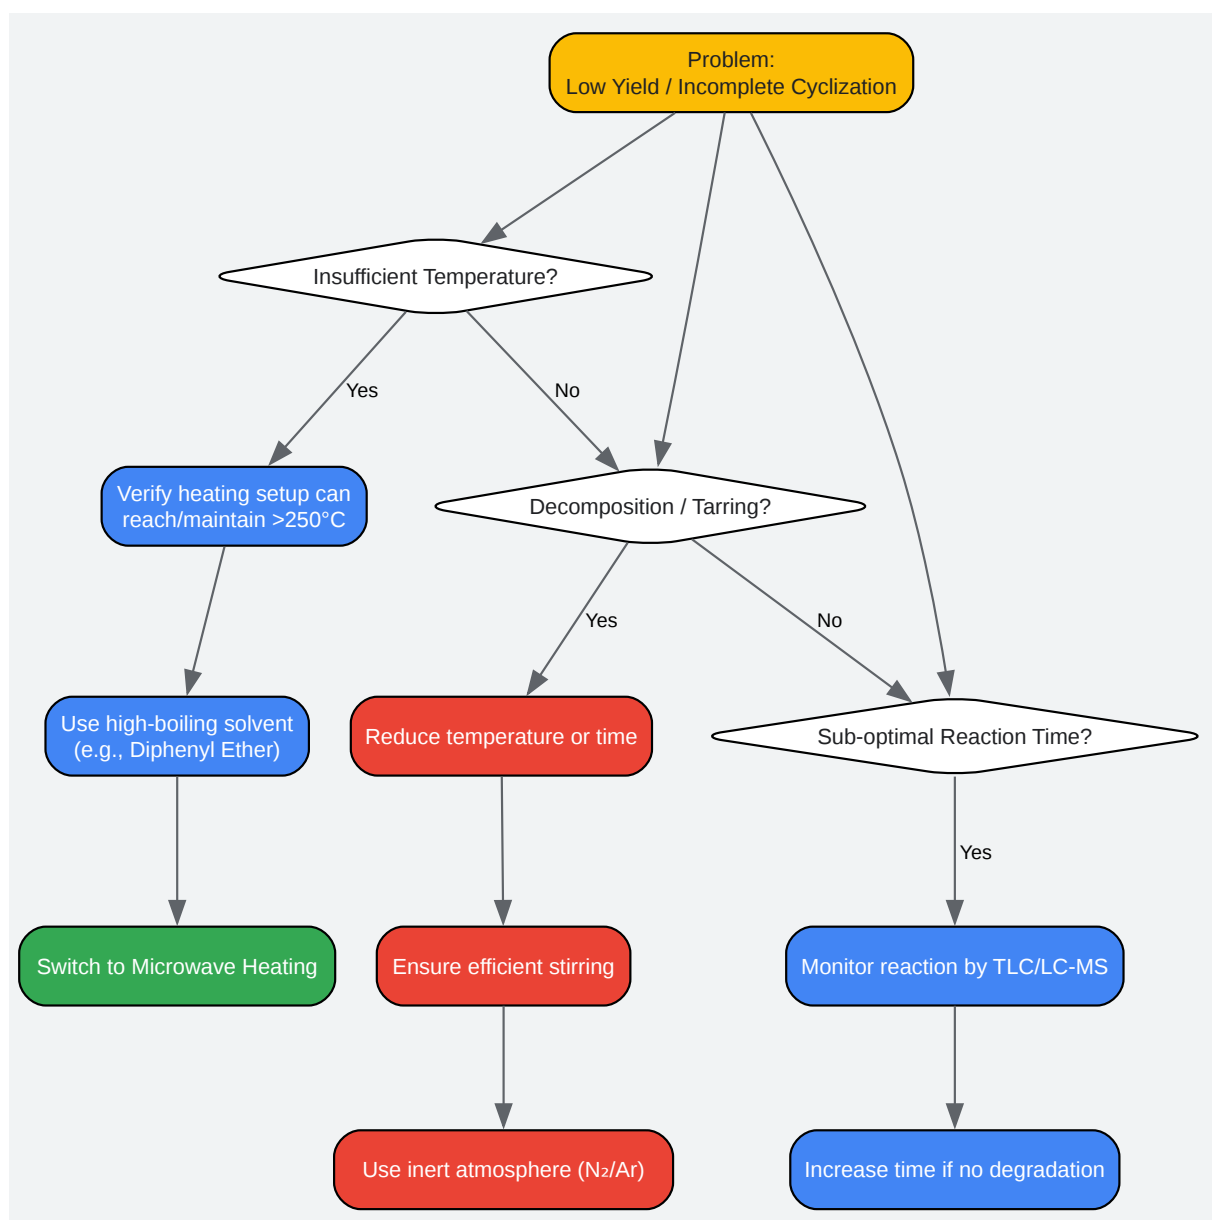 Problem:
Low Yield / Incomplete Cyclization
Insufficient Temperature?
Yes
No
Verify heating setup can
reach/maintain >250°C
Decomposition / Tarring?
Yes
No
Use high-boiling solvent
(e.g., Diphenyl Ether)
Reduce temperature or time
Sub-optimal Reaction Time?
Yes
Switch to Microwave Heating
Ensure efficient stirring
Monitor reaction by TLC/LC-MS
Use inert atmosphere (N₂/Ar)
Increase time if no degradation